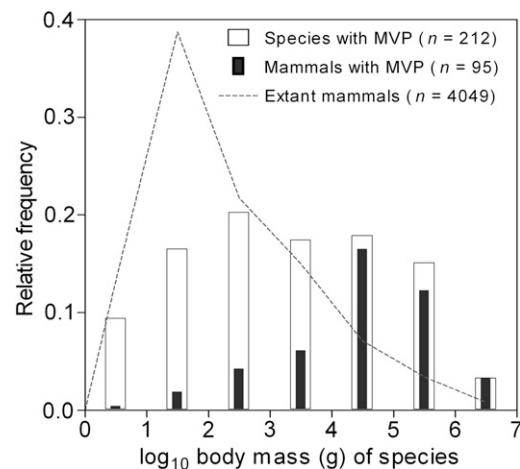 Species with MVP (n = 212)
Mammals with MVP (n = 95)
Extant mammals (n = 4049)
Relative frequency
0.4
0.3
0.2
0.1
0.0
0 1 2 3 4 5 6 7
log10 body mass (g) of species